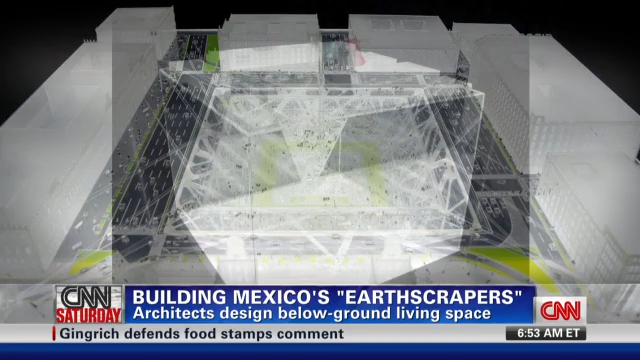 BUILDING MEXICO'S "EARTHSCRAPERS"
Architects design below-ground living space
CNN
SATURDAY
CNN
Gingrich defends food stamps comment
6:53 AM ET